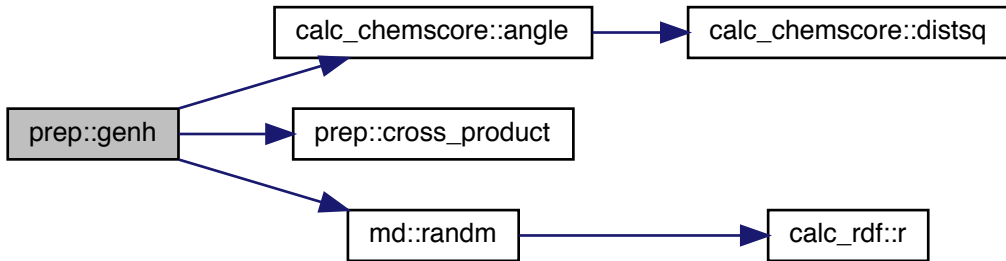 calc_chemscore::angle
calc_chemscore::distsq
prep::genh
prep::cross_product
md::randm
calc_rdf::r